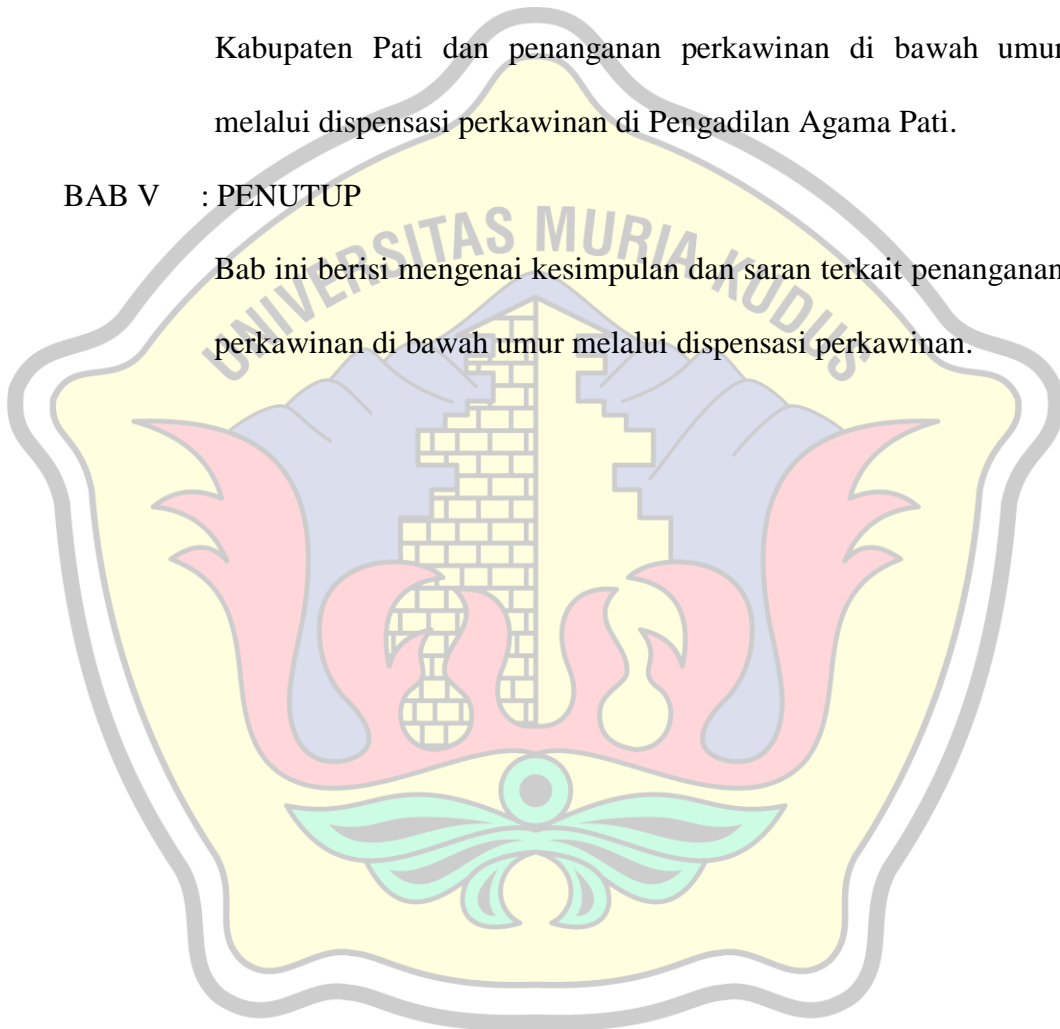 Kabupaten Pati dan penanganan perkawinan di bawah umur
melalui dispensasi perkawinan di Pengadilan Agama Pati.
BAB V : PENUTUP
UNIVERSITAS MURIA KUDUS
Bab ini berisi mengenai kesimpulan dan saran terkait penanganan
perkawinan di bawah umur melalui dispensasi perkawinan.